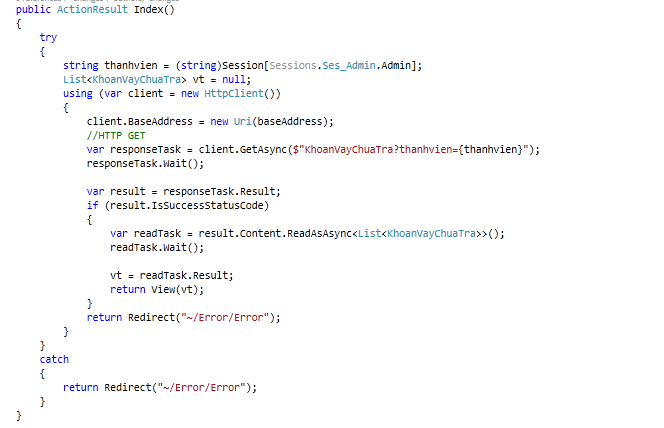 public ActionResult Index()
{
try
{
string thanhvien = (string)Session[Sessions.Ses_Admin.Admin];
List<KhoanVayChuaTra> vt = null;
using (var client = new HttpClient())
{
client.BaseAddress = new Uri(baseAddress);
//HTTP GET
var responseTask = client.GetAsync($"KhoanVayChuaTra?thanhvien={thanhvien}");
responseTask.Wait();
var result = responseTask.Result;
if (result.IsSuccessStatusCode)
{
var readTask = result.Content.ReadAsAsync<List<KhoanVayChuaTra>>();
readTask.Wait();
vt = readTask.Result;
return View(vt);
}
return Redirect("~/Error/Error");
}
}
catch
{
return Redirect("~/Error/Error");
}
}